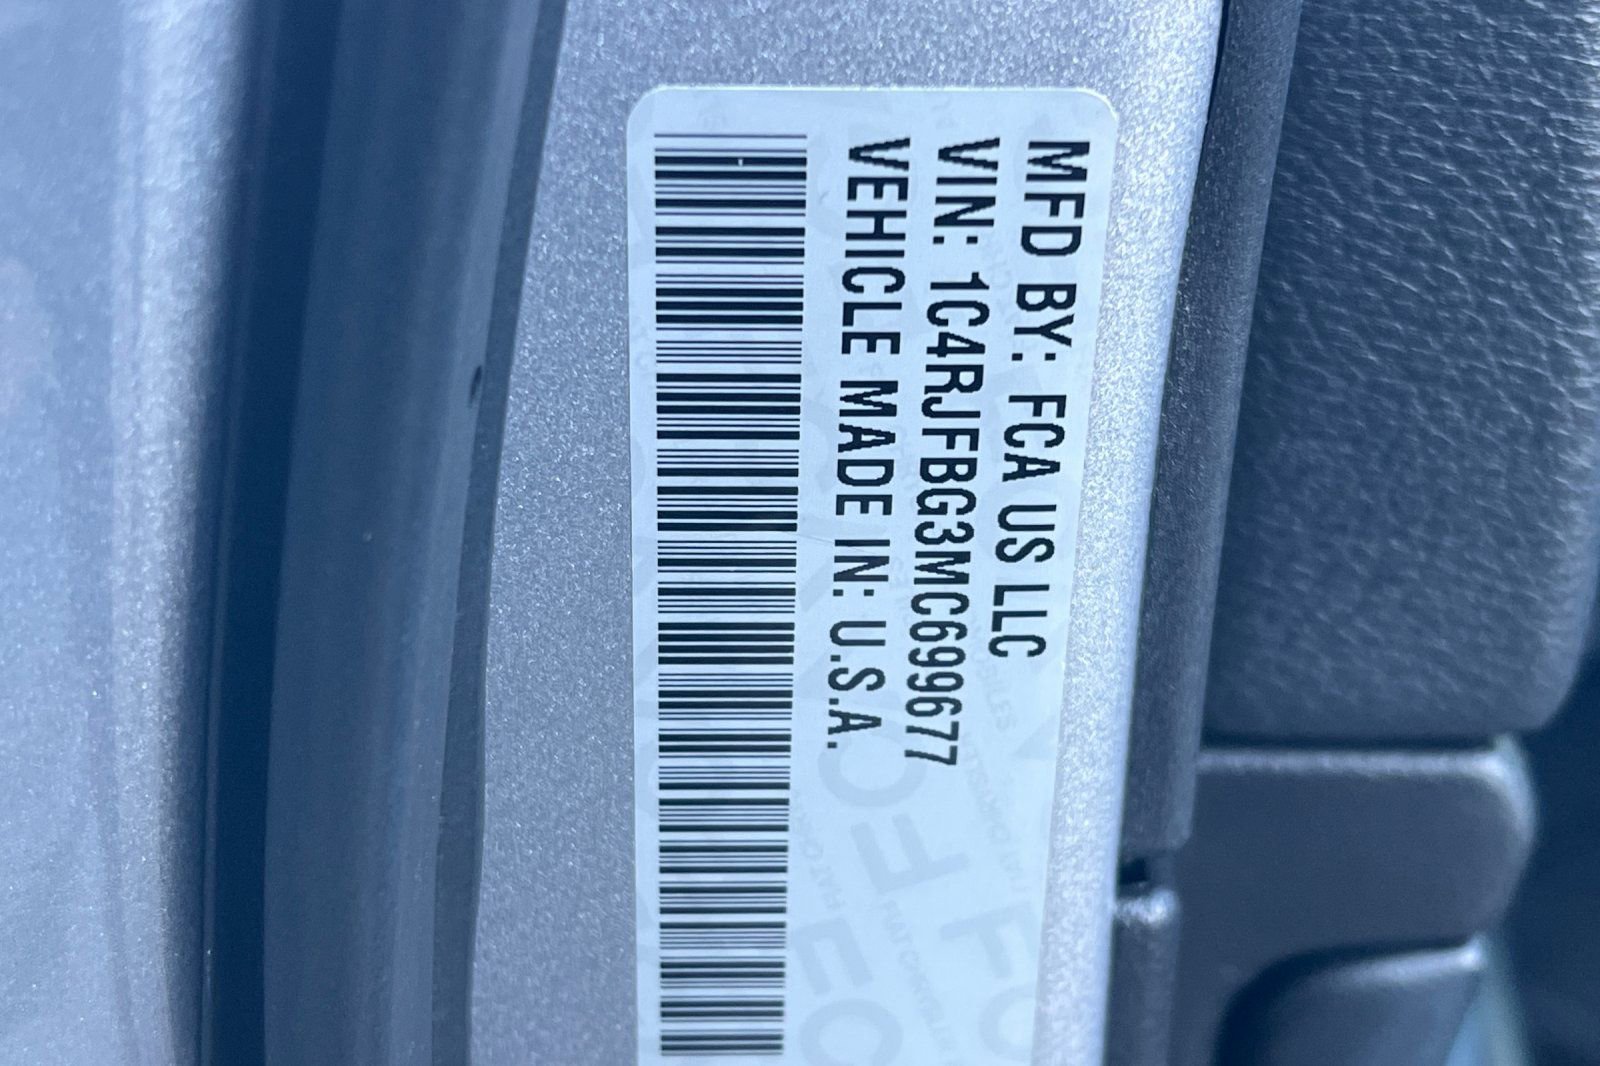 MFD BY: FCA US LLC
VIN: 1C4RJFBG3MC699677
VEHICLE MADE IN: U.S.A.